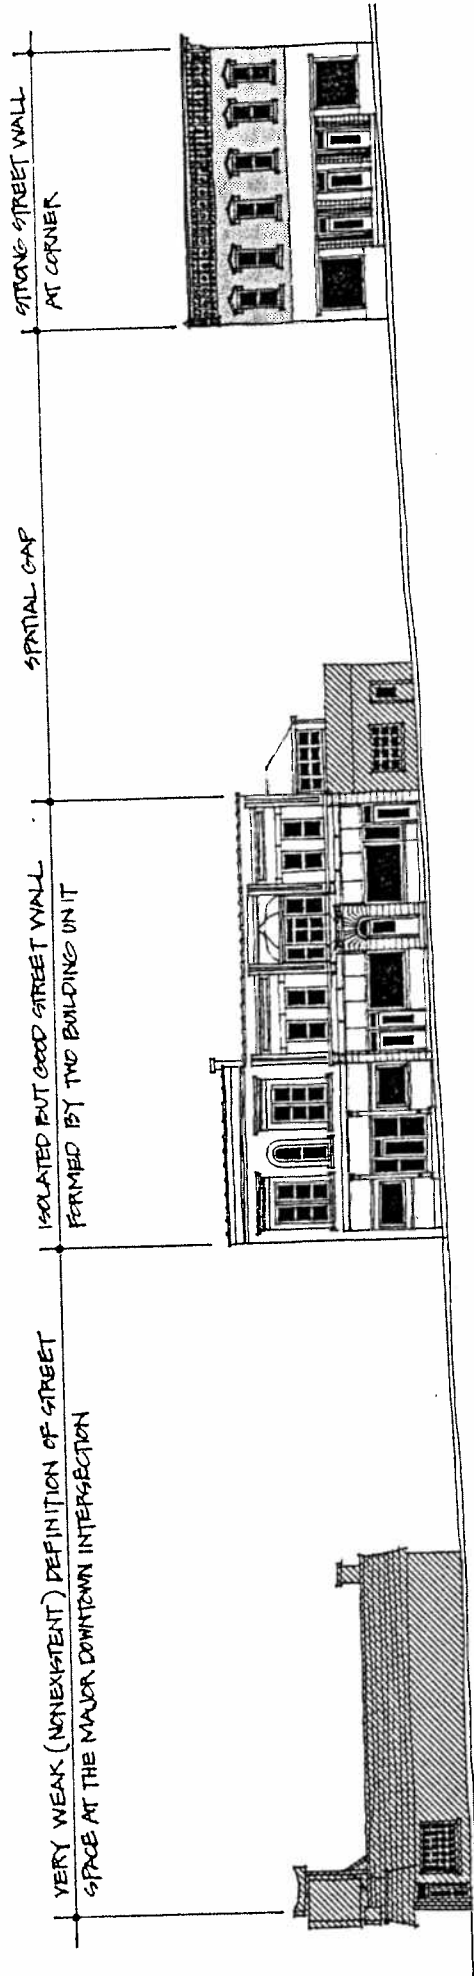 VERY WEAK (NONEXISTENT) DEFINITION OF STREET
SPACE AT THE MAJOR DOWNTOWN INTERSECTION
ISOLATED BUT GOOD STREET WALL
FORMED BY TWO BUILDING UNIT
SPATIAL GAP
STRONG STREET WALL
AT CORNER